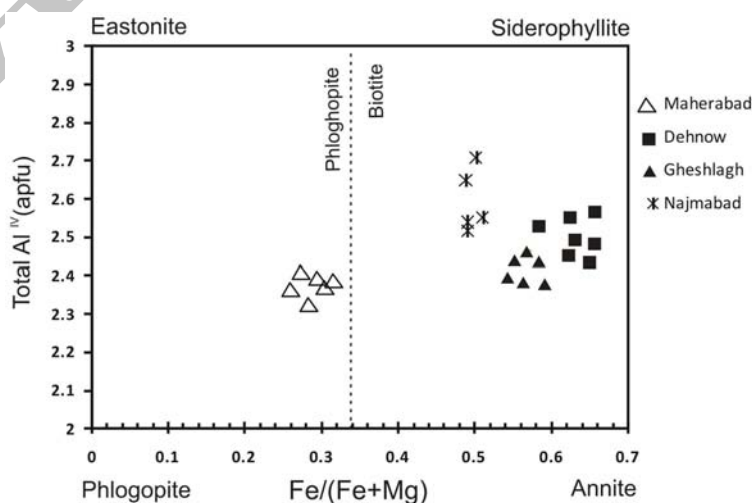 Eastonite
Siderophyllite
3
2.9
2.8
2.7
2.6
2.5
2.4
2.3
2.2
2.1
2
Total Al IV (apfu)
Phloghopite
Biotite
Maherabad
Dehnow
Gheshlagh
Najmabad
0 0.1 0.2 0.3 0.4 0.5 0.6 0.7
Phlogopite
Fe/(Fe+Mg)
Annite